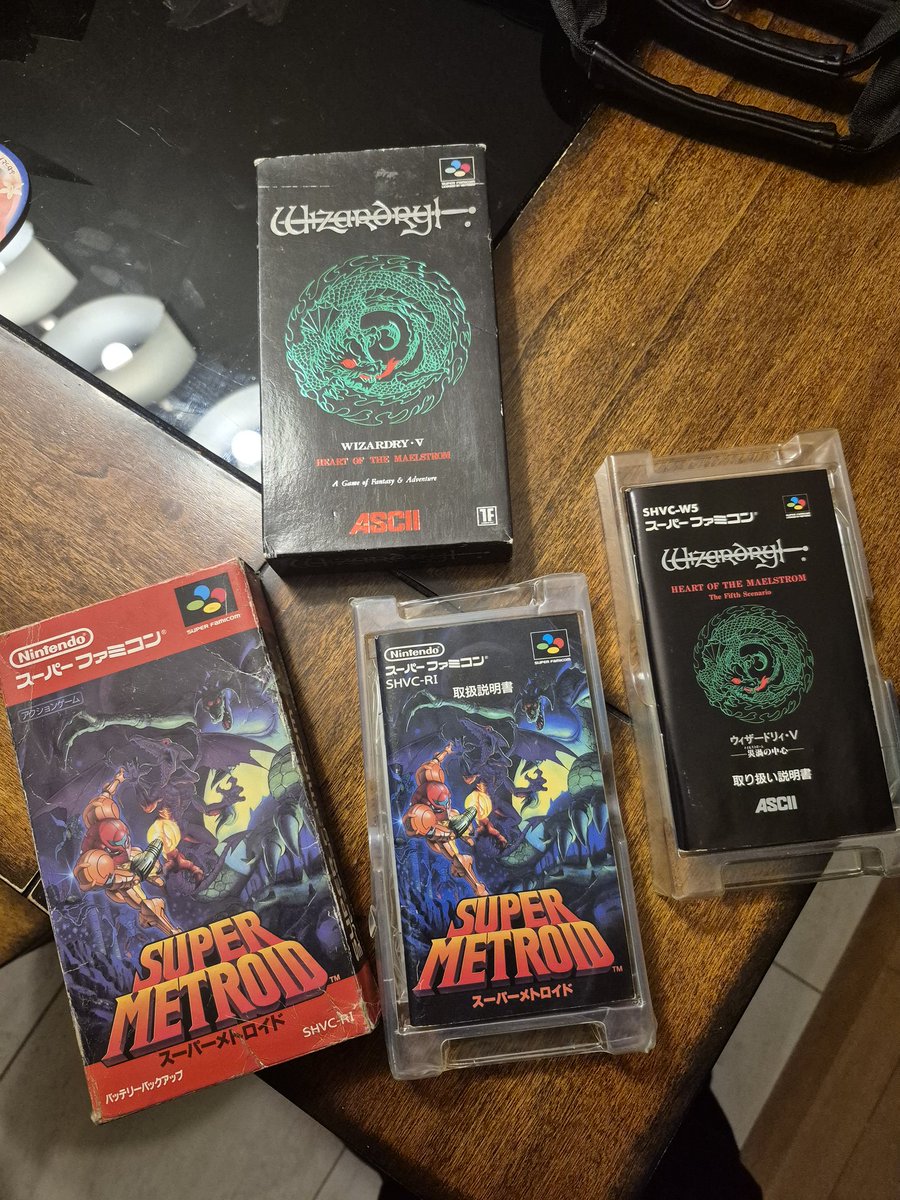 SUPER FAMICOM
Wizardry
WIZARDRY・V
HEART OF THE MAELSTROM
A Game of Fantasy & Adventure
ASCII
1F
SHVC-W5
スーパーファミコン
Wizardry
HEART OF THE MAELSTROM
The Fifth Scenario
ウィザードリィ・V
災渦の中心
取り扱い説明書
ASCII
Nintendo
スーパーファミコン
SUPER FAMICOM
アクションゲーム
SUPER
METROID™
スーパーメトロイド
SHVC-RI
バッテリーバックアップ
Nintendo
スーパーファミコン
SHVC-RI
SUPER FAMICOM
取扱説明書
SUPER
METROID™
スーパーメトロイド